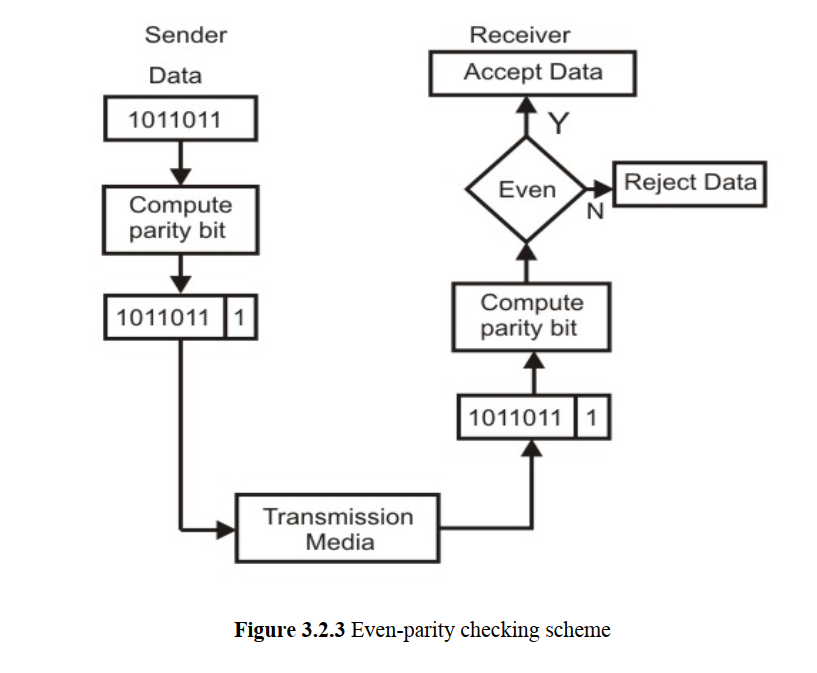 Sender
Data
1011011
Compute
parity bit
1011011 1
Transmission
Media
Receiver
Accept Data
Y
Even
N
Reject Data
Compute
parity bit
1011011 1
Figure 3.2.3 Even-parity checking scheme